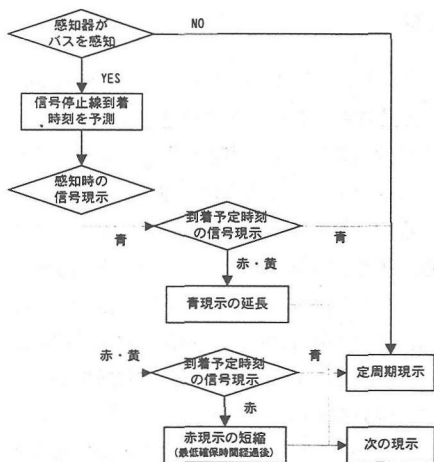 感知器が
バスを感知
NO
YES
信号停止線到着
時刻を予測
感知時の
信号現示
青
到着予定時刻
の信号現示
青
赤・黄
青現示の延長
赤・黄
到着予定時刻
の信号現示
青
定周期現示
赤
赤現示の短縮
(最低確保時間経過後)
次の現示